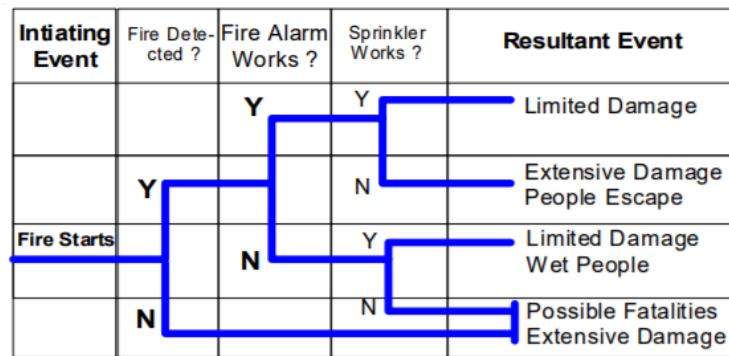 Intiating Event
Fire Dete-
cted ?
Fire Alarm
Works ?
Sprinkler
Works ?
Resultant Event
Y
Y
Limited Damage
Y
N
Extensive Damage
People Escape
Fire Starts
N
Y
Limited Damage
Wet People
N
N
Possible Fatalities
Extensive Damage